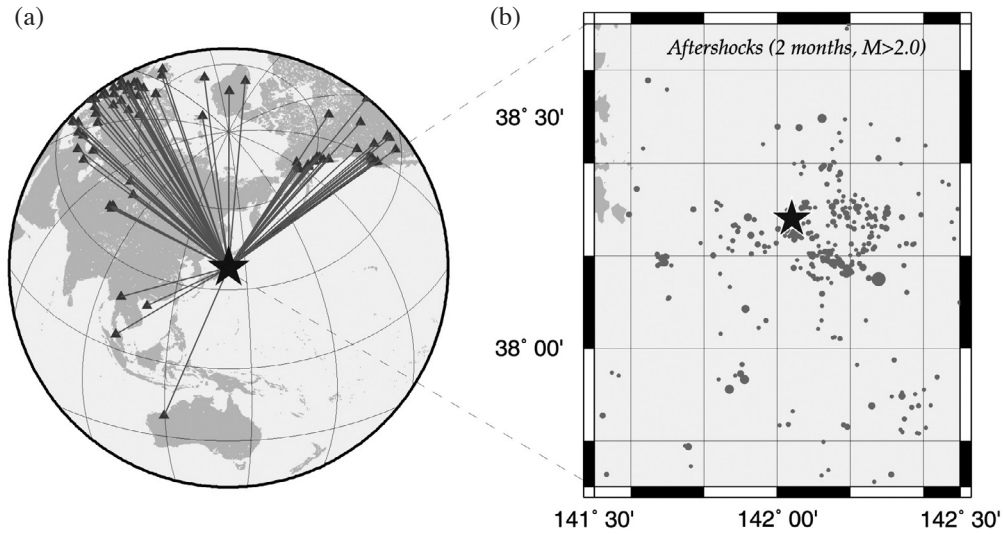 (a)
(b)
Aftershocks (2 months, M>2.0)
38° 30'
38° 00'
141° 30'
142° 00'
142° 30'